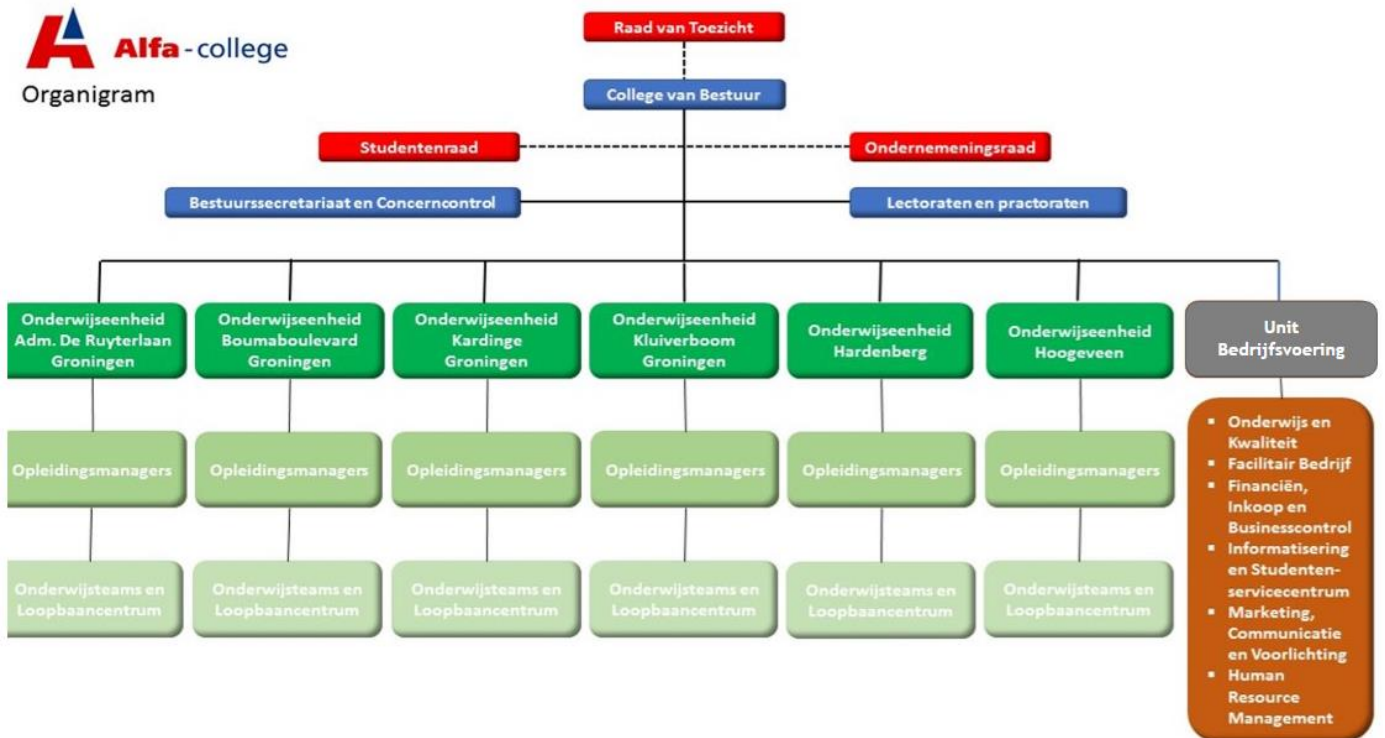 Alfa-college
Organigram
Raad van Toezicht
College van Bestuur
Studentenraad
Ondernemingsraad
Bestuurssecretariaat en Concerncontrol
Lectoraten en practoraten
Onderwijseenheid
Adm. De Ruyterlaan
Groningen
Onderwijseenheid
Boumaboulevard
Groningen
Onderwijseenheid
Kardinge
Groningen
Onderwijseenheid
Kluiverboom
Groningen
Onderwijseenheid
Hardenberg
Onderwijseenheid
Hoogeveen
Unit
Bedrijfsvoering
Opleidingsmanagers
Opleidingsmanagers
Opleidingsmanagers
Opleidingsmanagers
Opleidingsmanagers
Opleidingsmanagers
Onderwijsteams en
Loopbaancentrum
Onderwijsteams en
Loopbaancentrum
Onderwijsteams en
Loopbaancentrum
Onderwijsteams en
Loopbaancentrum
Onderwijsteams en
Loopbaancentrum
Onderwijsteams en
Loopbaancentrum
▪ Onderwijs en
Kwaliteit
▪ Facilitair Bedrijf
▪ Financiën,
Inkoop en
Businesscontrol
▪ Informatisering
en Studenten-
servicecentrum
▪ Marketing,
Communicatie
en Voorlichting
▪ Human
Resource
Management